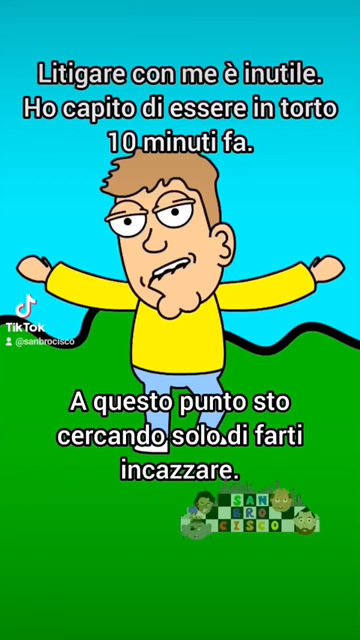 Litigare con me è inutile.
Ho capito di essere in torto
10 minuti fa.
TikTok
@sanbrocisco
A questo punto sto
cercando solo di farti
incazzare.
SAN
BRO
CISCO